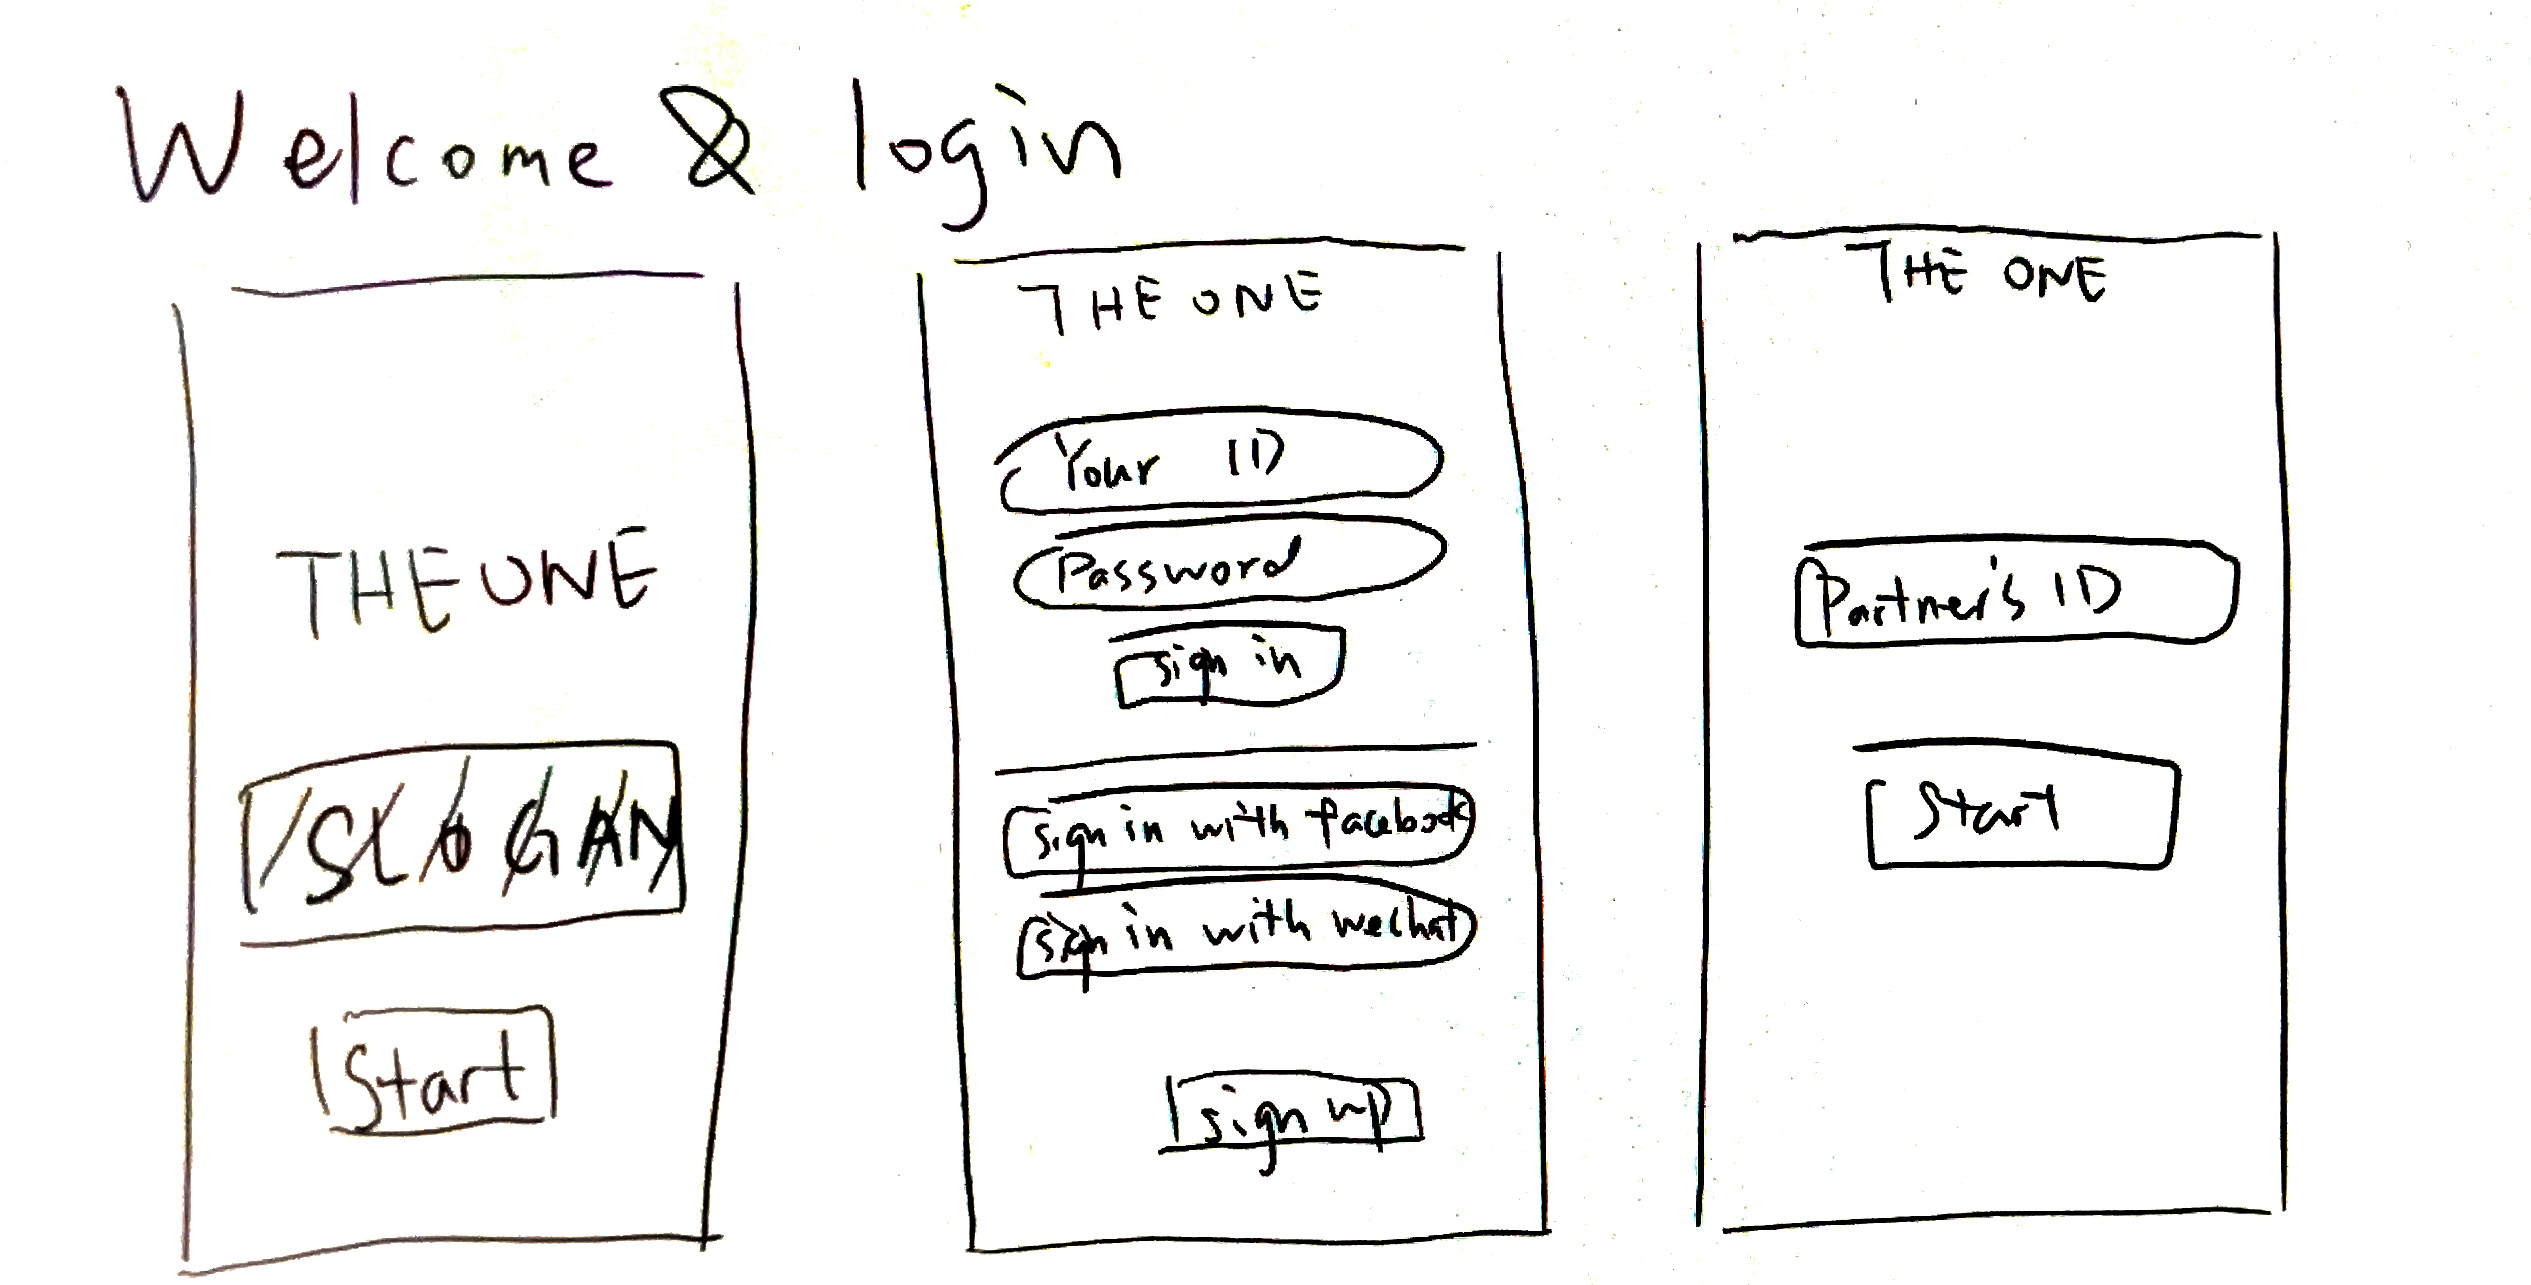 Welcome & login
THE ONE
SLOGAN
Start
THE ONE
Your ID
Password
sign in
sign in with facebook
sign in with wechat
sign up
THE ONE
Partner's ID
Start